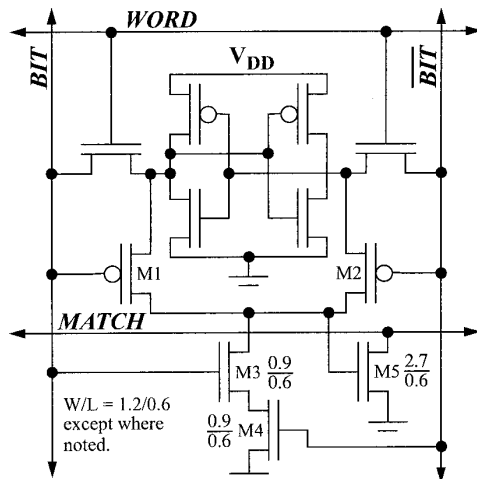 WORD
BIT
BIT
VDD
M1
M2
MATCH
M3 0.9/0.6
M5 2.7/0.6
W/L = 1.2/0.6
except where
noted.
0.9/0.6 M4